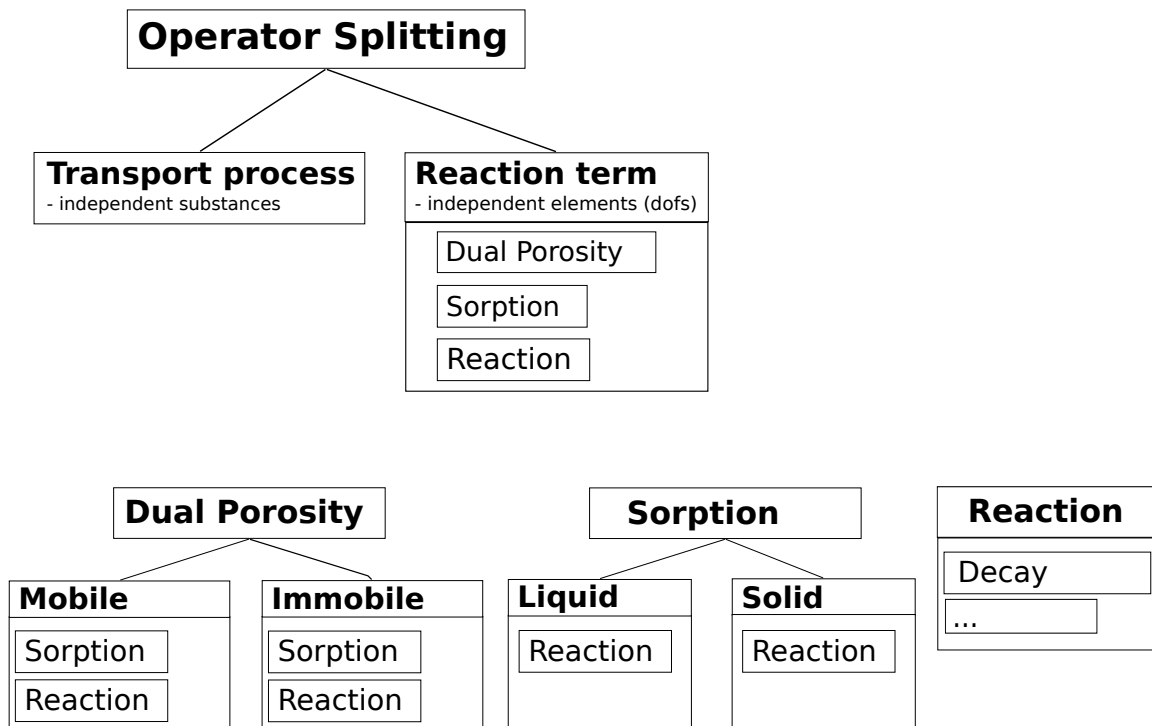 Operator Splitting
Transport process
- independent substances
Reaction term
- independent elements (dofs)
Dual Porosity
Sorption
Reaction
Dual Porosity
Mobile
Sorption
Reaction
Immobile
Sorption
Reaction
Sorption
Liquid
Reaction
Solid
Reaction
Reaction
Decay
...